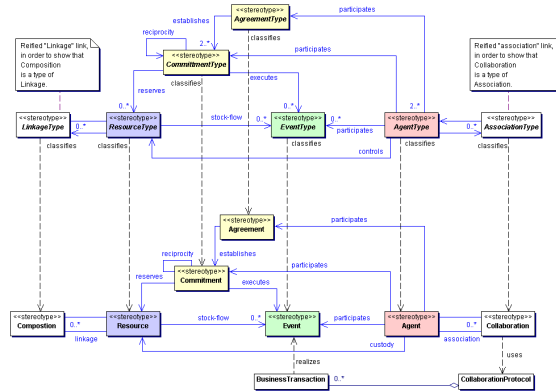 <<stereotype>>
AgreementType
participates
establishes
reciprocity
classifies
Reified "Linkage" link,
in order to show that
Composition
is a type of
Linkage.
2..*
<<stereotype>>
CommittmentType
participates
Reified "association" link,
in order to show that
Collaboration
is a type of
Association.
classifies
executes
reserves
0..*
0..*
2..*
<<stereotype>>
LinkageType
0..*
<<stereotype>>
ResourceType
stock-flow
0..*
<<stereotype>>
EventType
0..*
participates
<<stereotype>>
AgentType
0..*
<<stereotype>>
AssociationType
classifies
classifies
classifies
classifies
classifies
controls
<<stereotype>>
Agreement
participates
establishes
reciprocity
<<stereotype>>
Commitment
participates
reserves
executes
<<stereotype>>
Compostion
0..*
linkage
<<stereotype>>
Resource
stock-flow
0..*
<<stereotype>>
Event
0..*
participates
<<stereotype>>
Agent
custody
0..*
association
<<stereotype>>
Collaboration
realizes
uses
BusinessTransaction
0..*
CollaborationProtocol